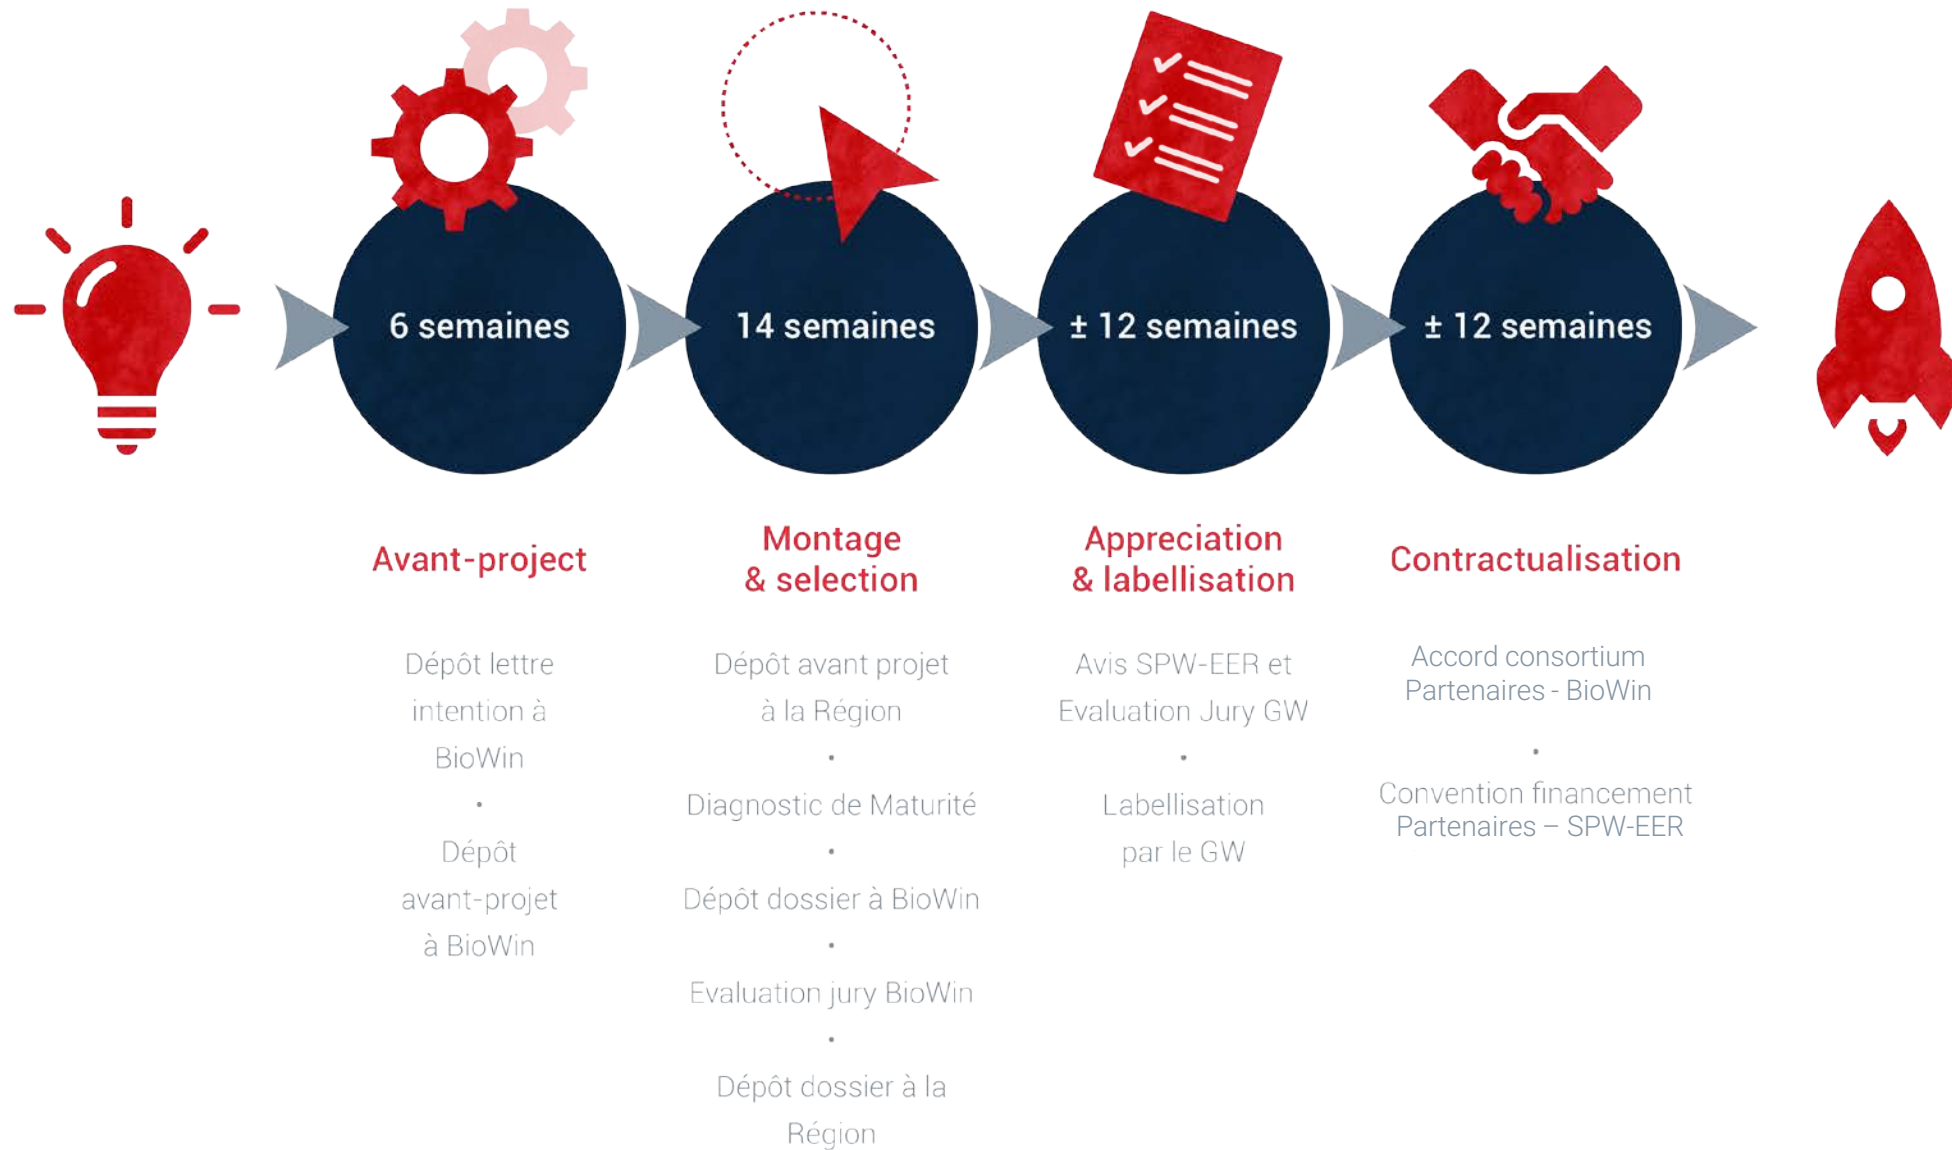 6 semaines
14 semaines
± 12 semaines
± 12 semaines
Avant-project
Dépôt lettre
intention à
BioWin
•
Dépôt
avant-projet
à BioWin
Montage
& selection
Dépôt avant projet
à la Région
•
Diagnostic de Maturité
•
Dépôt dossier à BioWin
•
Evaluation jury BioWin
•
Dépôt dossier à la
Région
Appreciation
& labellisation
Avis SPW-EER et
Evaluation Jury GW
•
Labellisation
par le GW
Contractualisation
Accord consortium
Partenaires - BioWin
•
Convention financement
Partenaires – SPW-EER